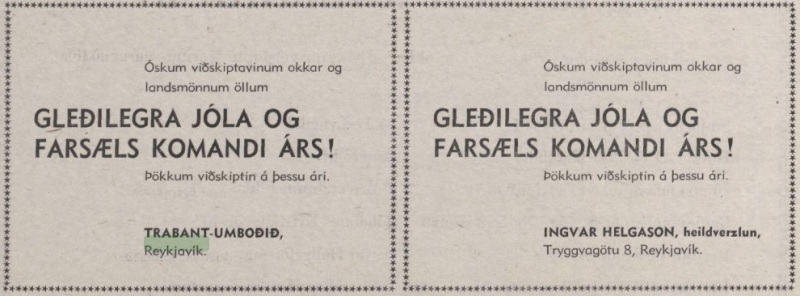 Óskum viðskiptavinum okkar og
landsmönnum öllum
GLEÐILEGRA JÓLA OG
FARSÆLS KOMANDI ÁRS!
Þökkum viðskiptin á þessu ári.
TRABANT-UMBOÐIÐ,
Reykjavík.
Óskum viðskiptavinum okkar og
landsmönnum öllum
GLEÐILEGRA JÓLA OG
FARSÆLS KOMANDI ÁRS!
Þökkum viðskiptin á þessu ári.
INGVAR HELGASON, heildverzlun,
Tryggvagötu 8, Reykjavík.